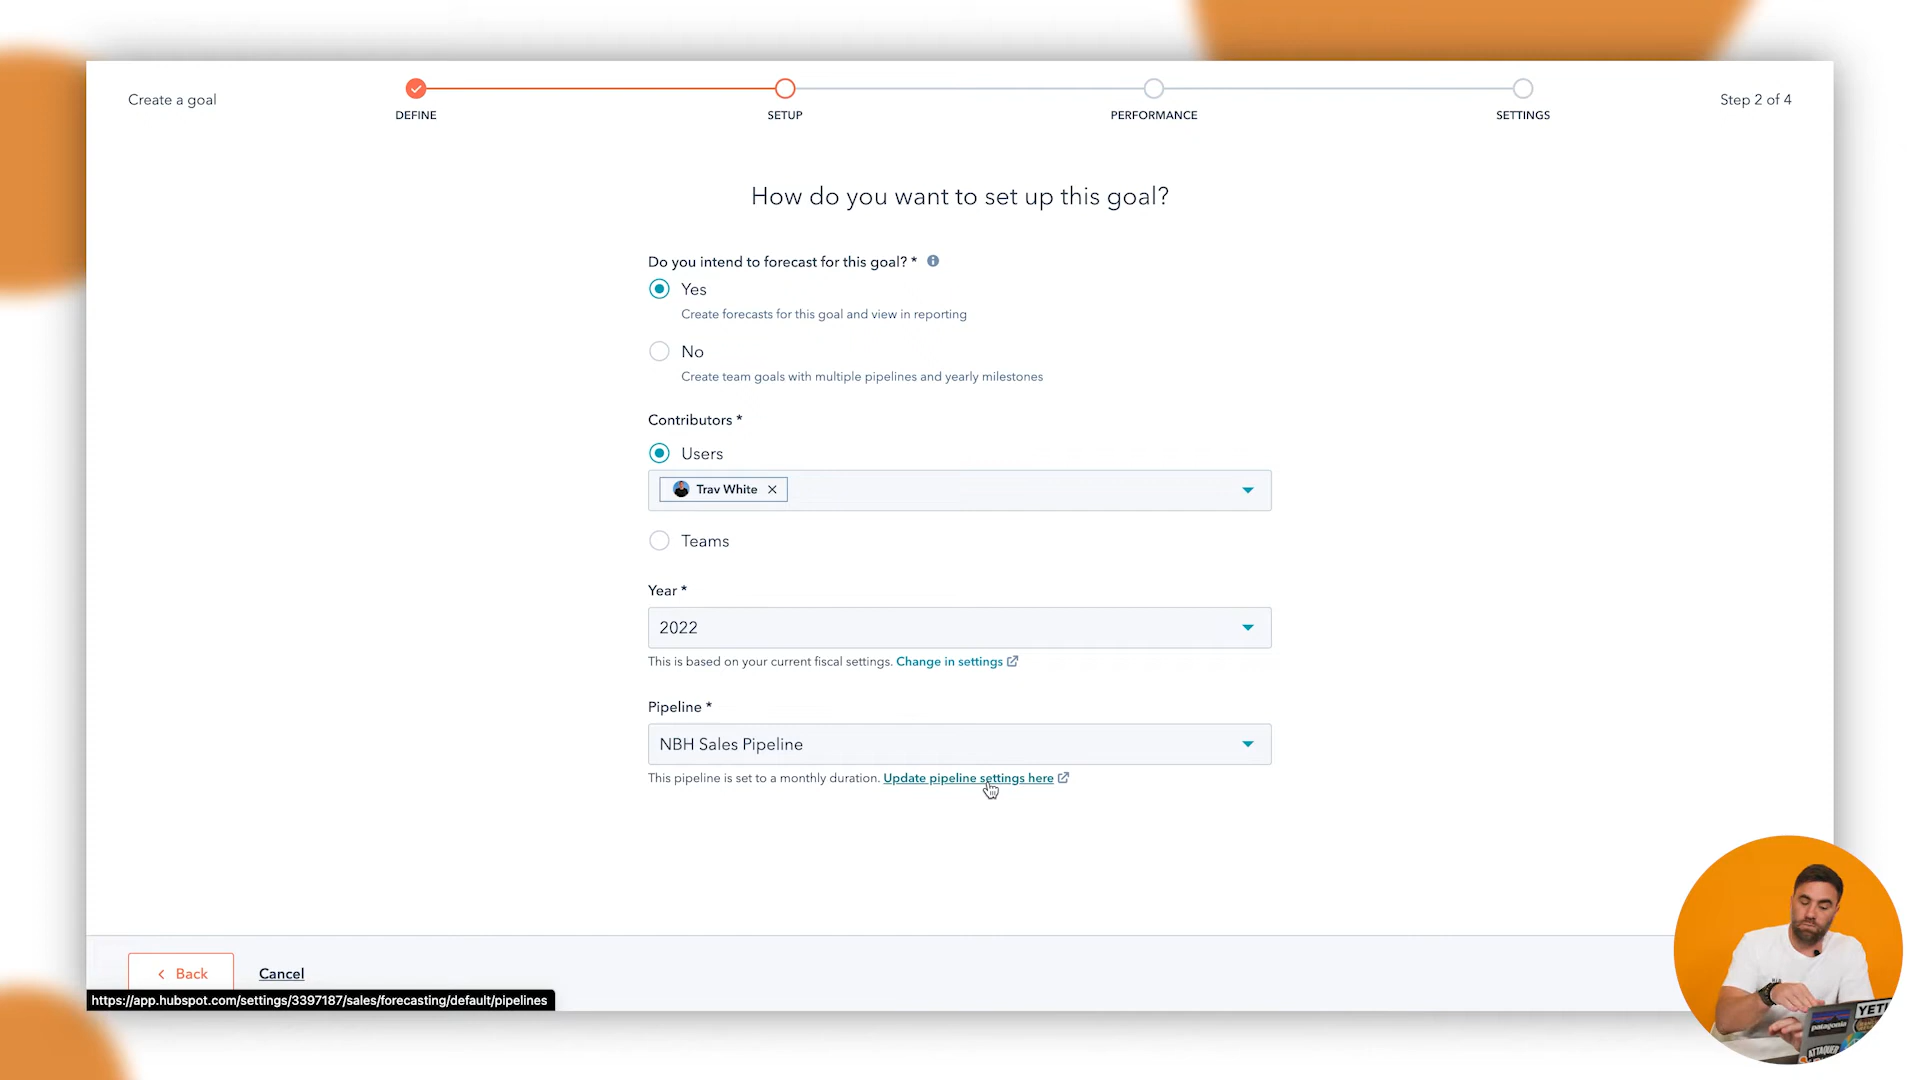 Create a goal
DEFINE
SETUP
PERFORMANCE
SETTINGS
Step 2 of 4
How do you want to set up this goal?
Do you intend to forecast for this goal? *
Yes
Create forecasts for this goal and view in reporting
No
Create team goals with multiple pipelines and yearly milestones
Contributors *
Users
Trav White
Teams
Year *
2022
This is based on your current fiscal settings. Change in settings
Pipeline *
NBH Sales Pipeline
This pipeline is set to a monthly duration. Update pipeline settings here
Back
Cancel
https://app.hubspot.com/settings/3397187/sales/forecasting/default/pipelines
YETI
patagonia
ATTAQUER